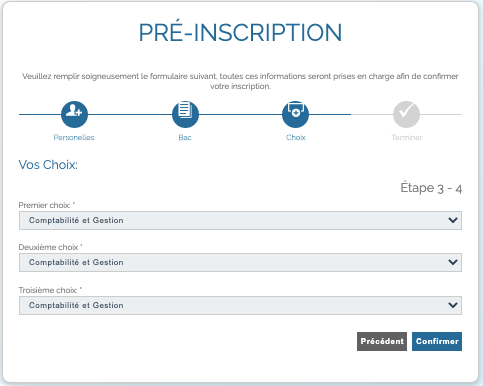 PRÉ-INSCRIPTION
Veuillez remplir soigneusement le formulaire suivant, toutes ces informations seront prises en charge afin de confirmer
votre inscription.
Personelles
Bac
Choix
Terminer
Vos Choix:
Étape 3 - 4
Premier choix: *
Comptabilité et Gestion
Deuxième choix *
Comptabilité et Gestion
Troisième choix: *
Comptabilité et Gestion
Précédent
Confirmer